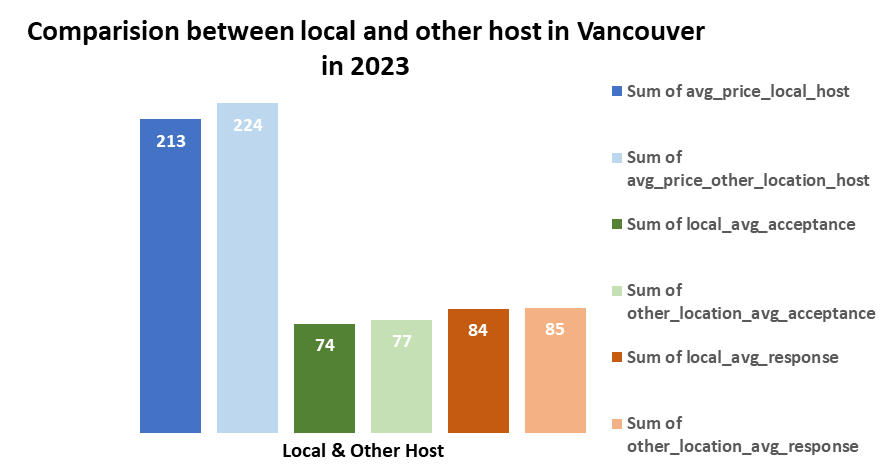 Comparision between local and other host in Vancouver
in 2023
213
224
74
77
84
85
Local & Other Host
Sum of avg_price_local_host
Sum of
avg_price_other_location_host
Sum of local_avg_acceptance
Sum of
other_location_avg_acceptance
Sum of local_avg_response
Sum of
other_location_avg_response